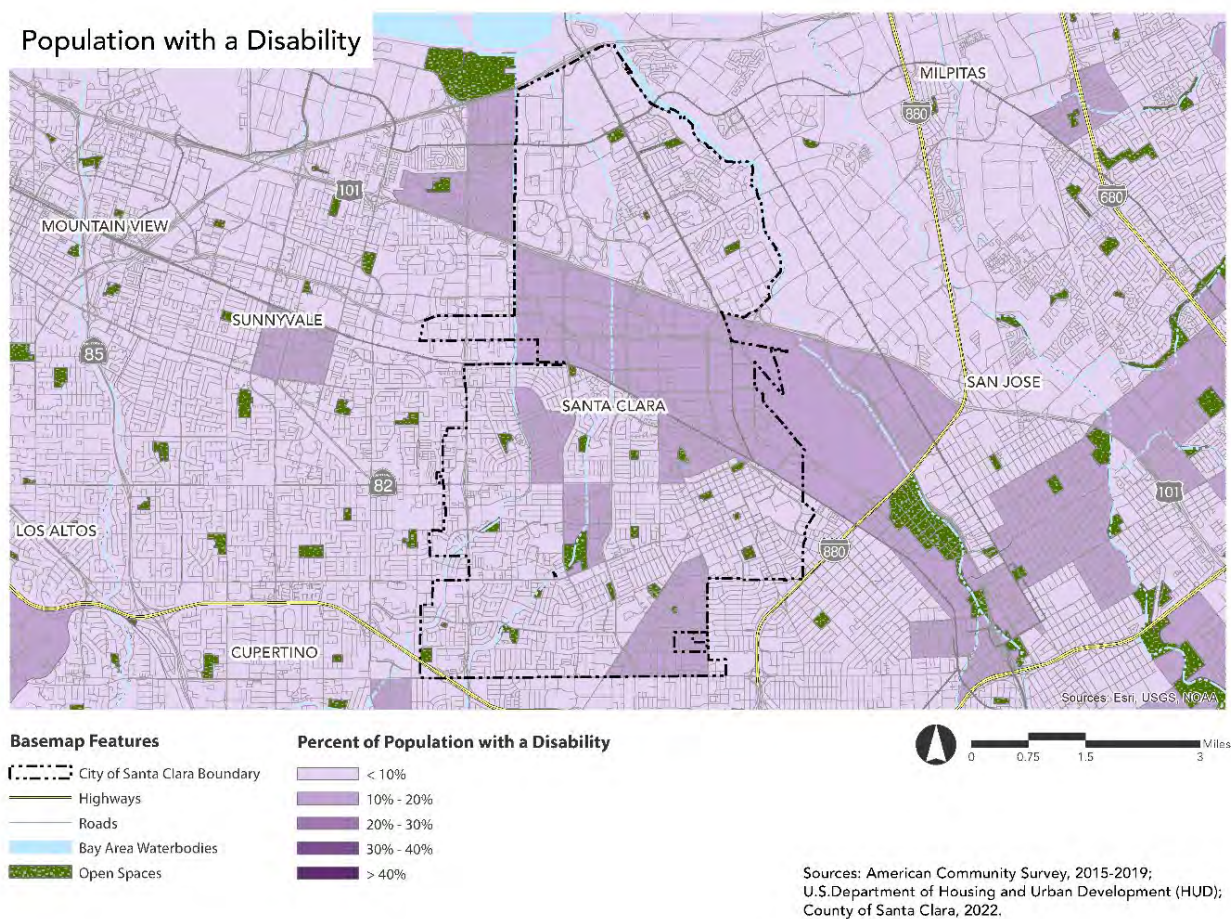 Population with a Disability
MILPITAS
880
101
680
MOUNTAIN VIEW
SUNNYVALE
85
SAN JOSE
SANTA CLARA
82
101
LOS ALTOS
880
CUPERTINO
Sources: Esri, USGS, NOAA
Basemap Features
City of Santa Clara Boundary
Highways
Roads
Bay Area Waterbodies
Open Spaces
Percent of Population with a Disability
< 10%
10% - 20%
20% - 30%
30% - 40%
> 40%
Miles
0 0.75 1.5 3
Sources: American Community Survey, 2015-2019;
U.S.Department of Housing and Urban Development (HUD);
County of Santa Clara, 2022.